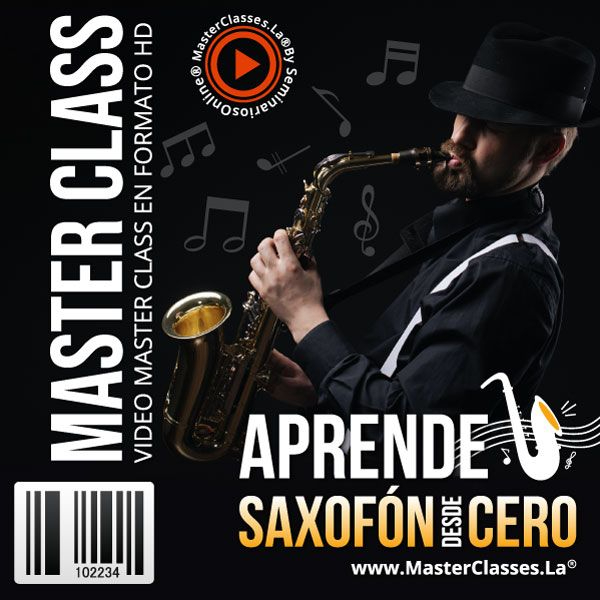 MASTER CLASS
VIDEO MASTER CLASS EN FORMATO HD
MasterClasses.La® By SeminariosOnline®
APRENDE
SAXOFÓN DESDE CERO
www.MasterClasses.La®
102234